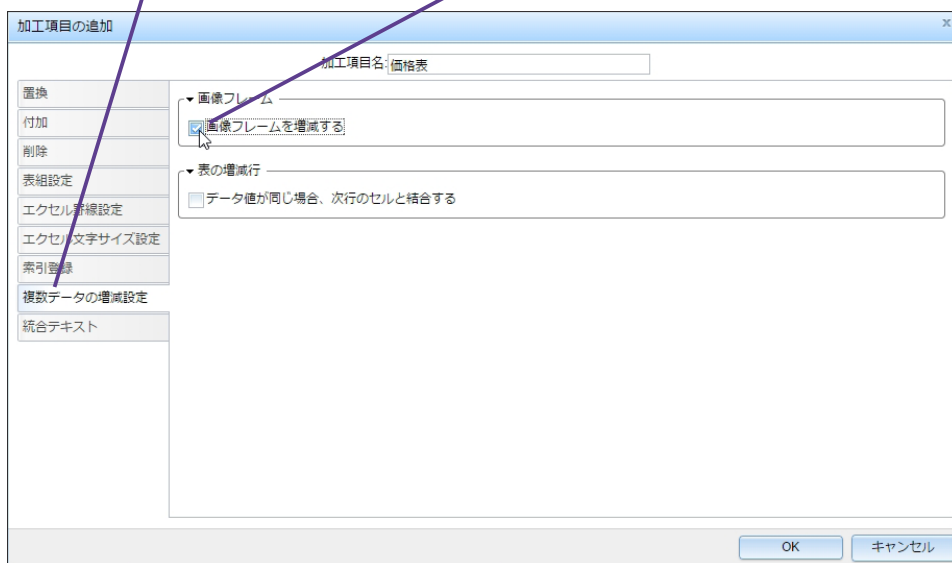 加工項目の追加
加工項目名:価格表
置換
付加
削除
表組設定
エクセル罫線設定
エクセル文字サイズ設定
索引登録
複数データの増減設定
統合テキスト
画像フレーム
画像フレームを増減する
表の増減行
データ値が同じ場合、次行のセルと結合する
OK
キャンセル